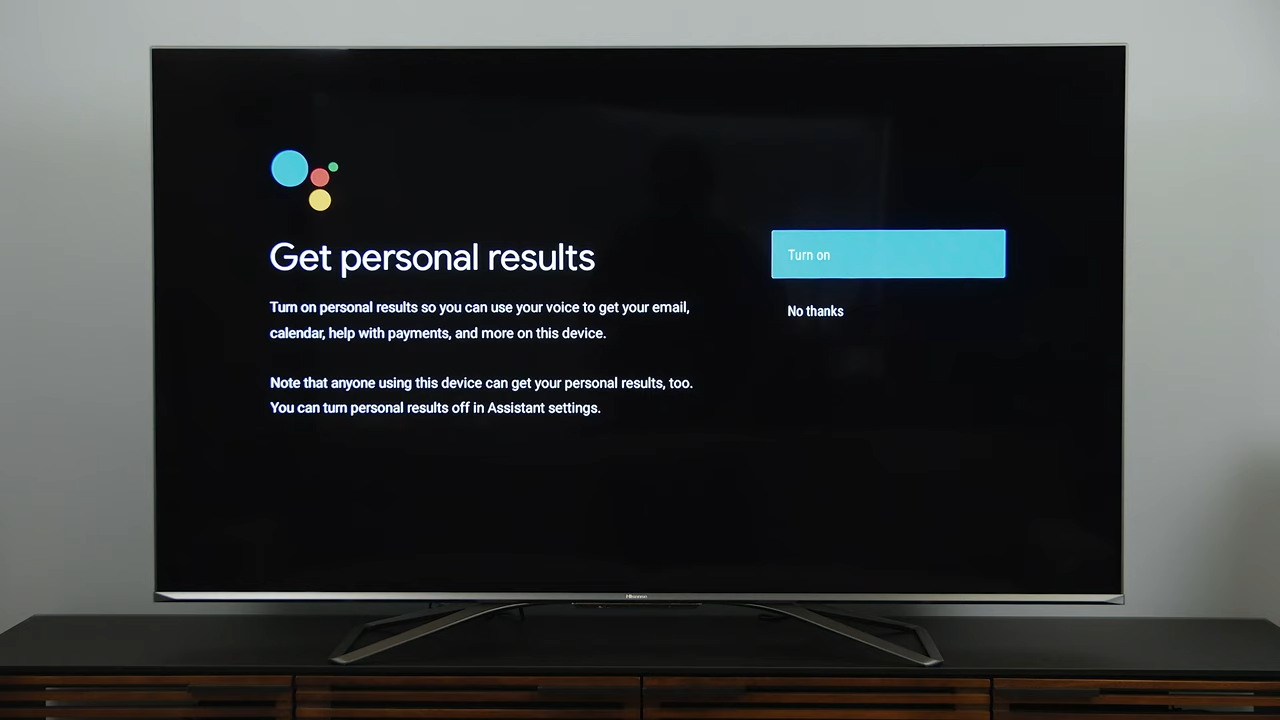 Get personal results
Turn on personal results so you can use your voice to get your email,
calendar, help with payments, and more on this device.
Note that anyone using this device can get your personal results, too.
You can turn personal results off in Assistant settings.
Turn on
No thanks
Hisense